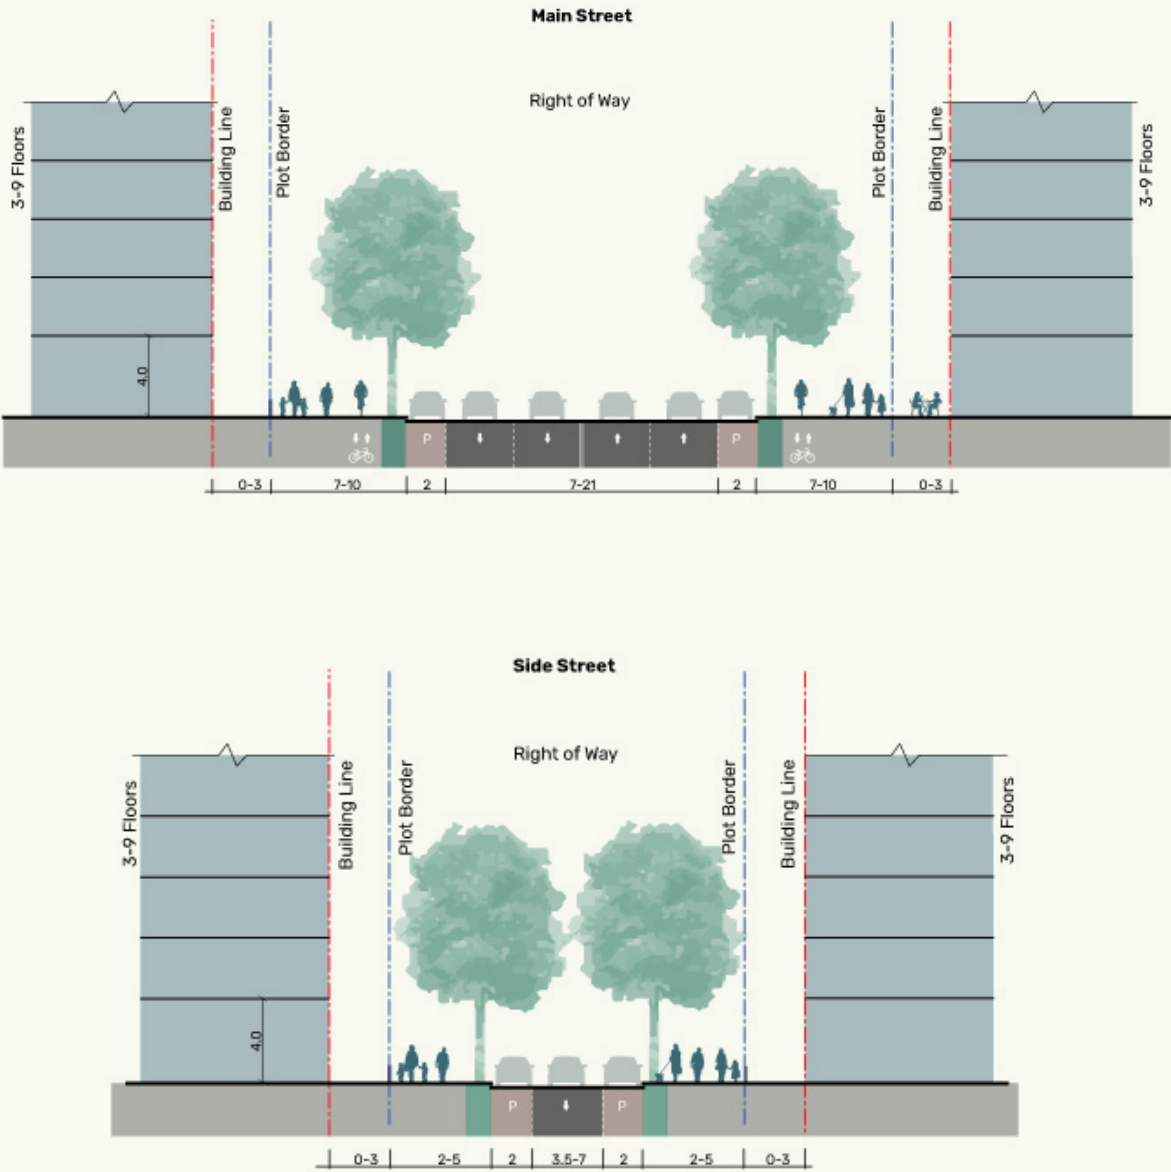 Main Street
Right of Way
3-9 Floors
Building Line
Plot Border
Plot Border
Building Line
3-9 Floors
4.0
P
P
0-3
7-10
2
7-21
2
7-10
0-3
Side Street
Right of Way
3-9 Floors
Building Line
Plot Border
Plot Border
Building Line
3-9 Floors
4.0
P
P
0-3
2-5
2
3.5-7
2
2-5
0-3